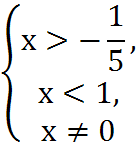 x > −1/5,
x < 1,
x ≠ 0